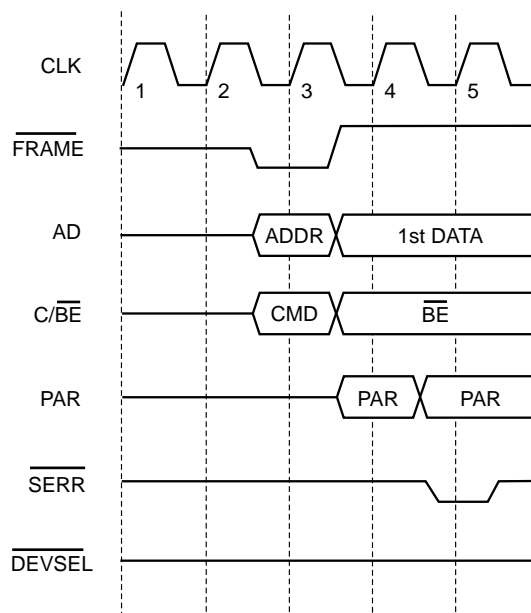 CLK
1 2 3 4 5
FRAME
AD ADDR 1st DATA
C/BE CMD BE
PAR PAR PAR
SERR
DEVSEL